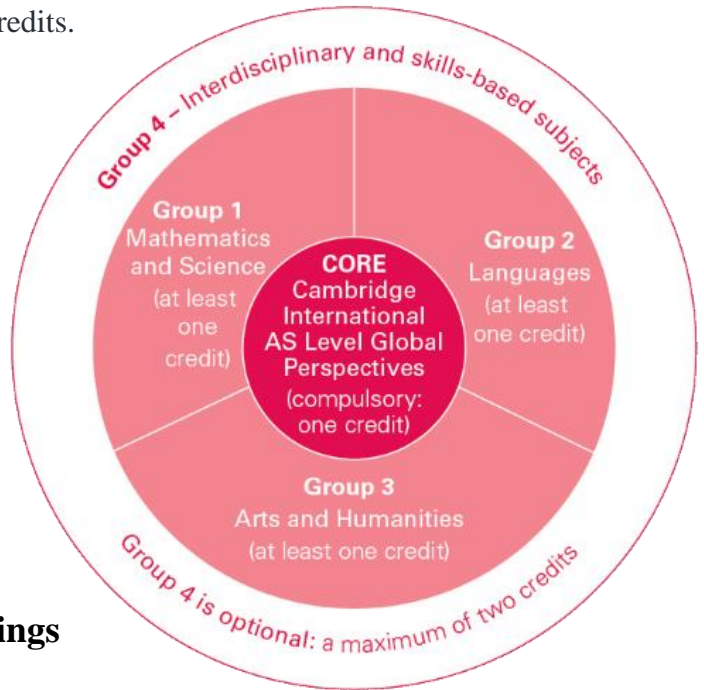 redits.
Group 4 – Interdisciplinary and skills-based subjects
Group 1
Mathematics
and Science
(at least
one
credit)
CORE
Cambridge
International
AS Level Global
Perspectives
(compulsory:
one credit)
Group 2
Languages
(at least
one credit)
Group 3
Arts and Humanities
(at least one credit)
Group 4 is optional: a maximum of two credits
ings